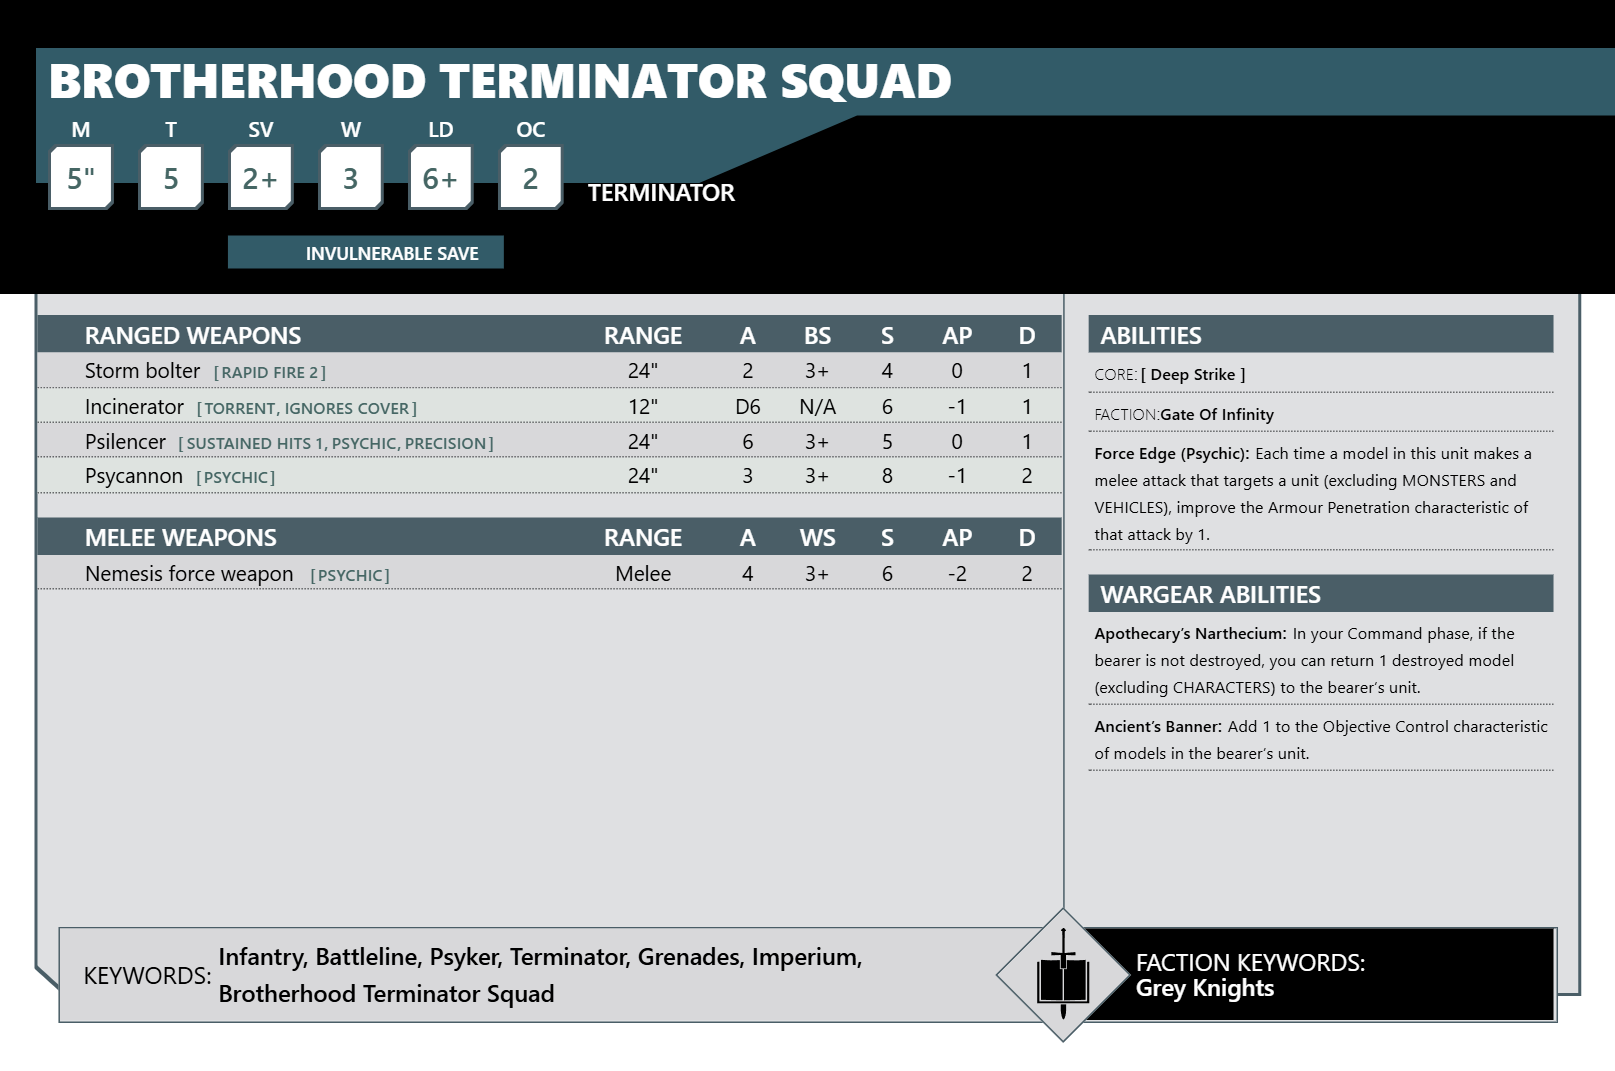 BROTHERHOOD TERMINATOR SQUAD
M T SV W LD OC
5" 5 2+ 3 6+ 2 TERMINATOR
INVULNERABLE SAVE
RANGED WEAPONS RANGE A BS S AP D
Storm bolter [RAPID FIRE 2] 24" 2 3+ 4 0 1
Incinerator [TORRENT, IGNORES COVER] 12" D6 N/A 6 -1 1
Psilencer [SUSTAINED HITS 1, PSYCHIC, PRECISION] 24" 6 3+ 5 0 1
Psycannon [PSYCHIC] 24" 3 3+ 8 -1 2
MELEE WEAPONS RANGE A WS S AP D
Nemesis force weapon [PSYCHIC] Melee 4 3+ 6 -2 2
ABILITIES
CORE: [ Deep Strike ]
FACTION:Gate Of Infinity
Force Edge (Psychic): Each time a model in this unit makes a
melee attack that targets a unit (excluding MONSTERS and
VEHICLES), improve the Armour Penetration characteristic of
that attack by 1.
WARGEAR ABILITIES
Apothecary’s Narthecium: In your Command phase, if the
bearer is not destroyed, you can return 1 destroyed model
(excluding CHARACTERS) to the bearer’s unit.
Ancient’s Banner: Add 1 to the Objective Control characteristic
of models in the bearer’s unit.
KEYWORDS: Infantry, Battleline, Psyker, Terminator, Grenades, Imperium,
Brotherhood Terminator Squad
FACTION KEYWORDS:
Grey Knights